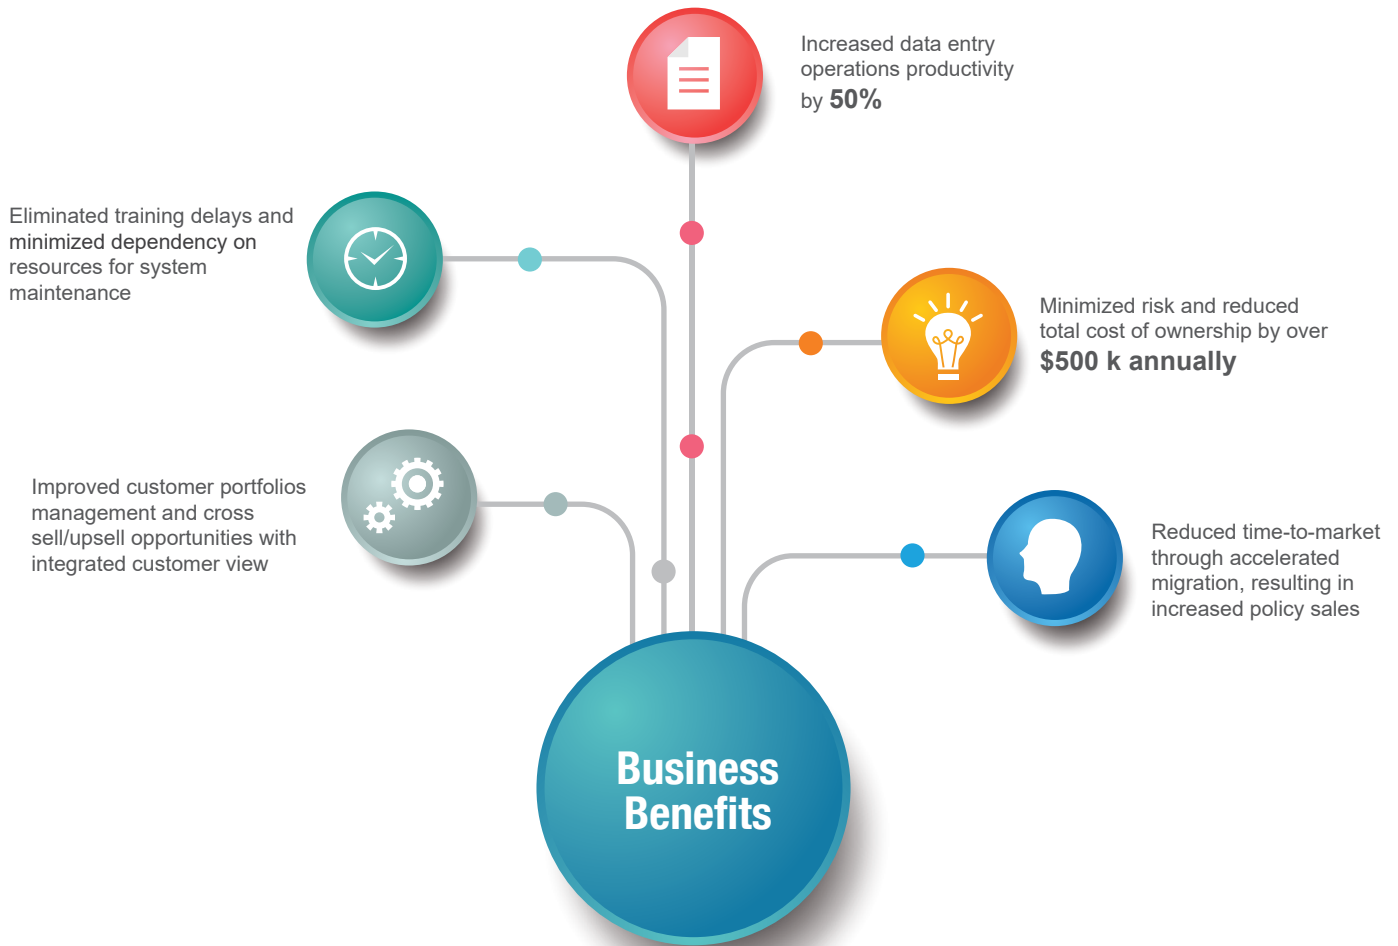 Increased data entry
operations productivity
by 50%
Eliminated training delays and
minimized dependency on
resources for system
maintenance
Minimized risk and reduced
total cost of ownership by over
$500 k annually
Improved customer portfolios
management and cross
sell/upsell opportunities with
integrated customer view
Reduced time-to-market
through accelerated
migration, resulting in
increased policy sales
Business
Benefits